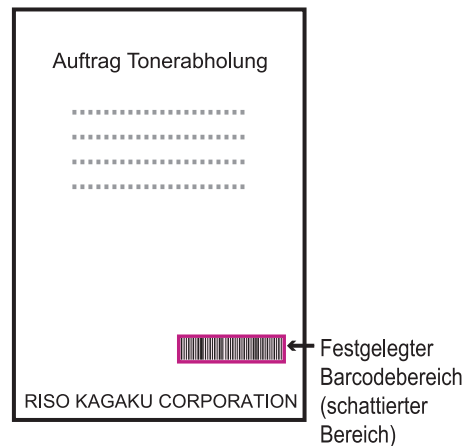 Auftrag Tonerabholung
Festgelegter
Barcodebereich
(schattierter
Bereich)
RISO KAGAKU CORPORATION